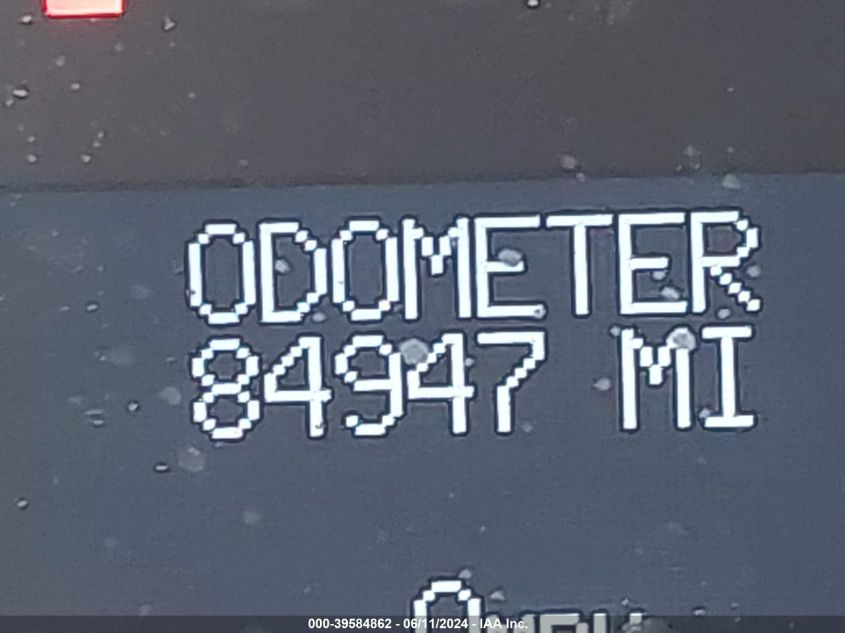 ODOMETER
84947 MI
000-39584862 - 06/11/2024 - IAA Inc.